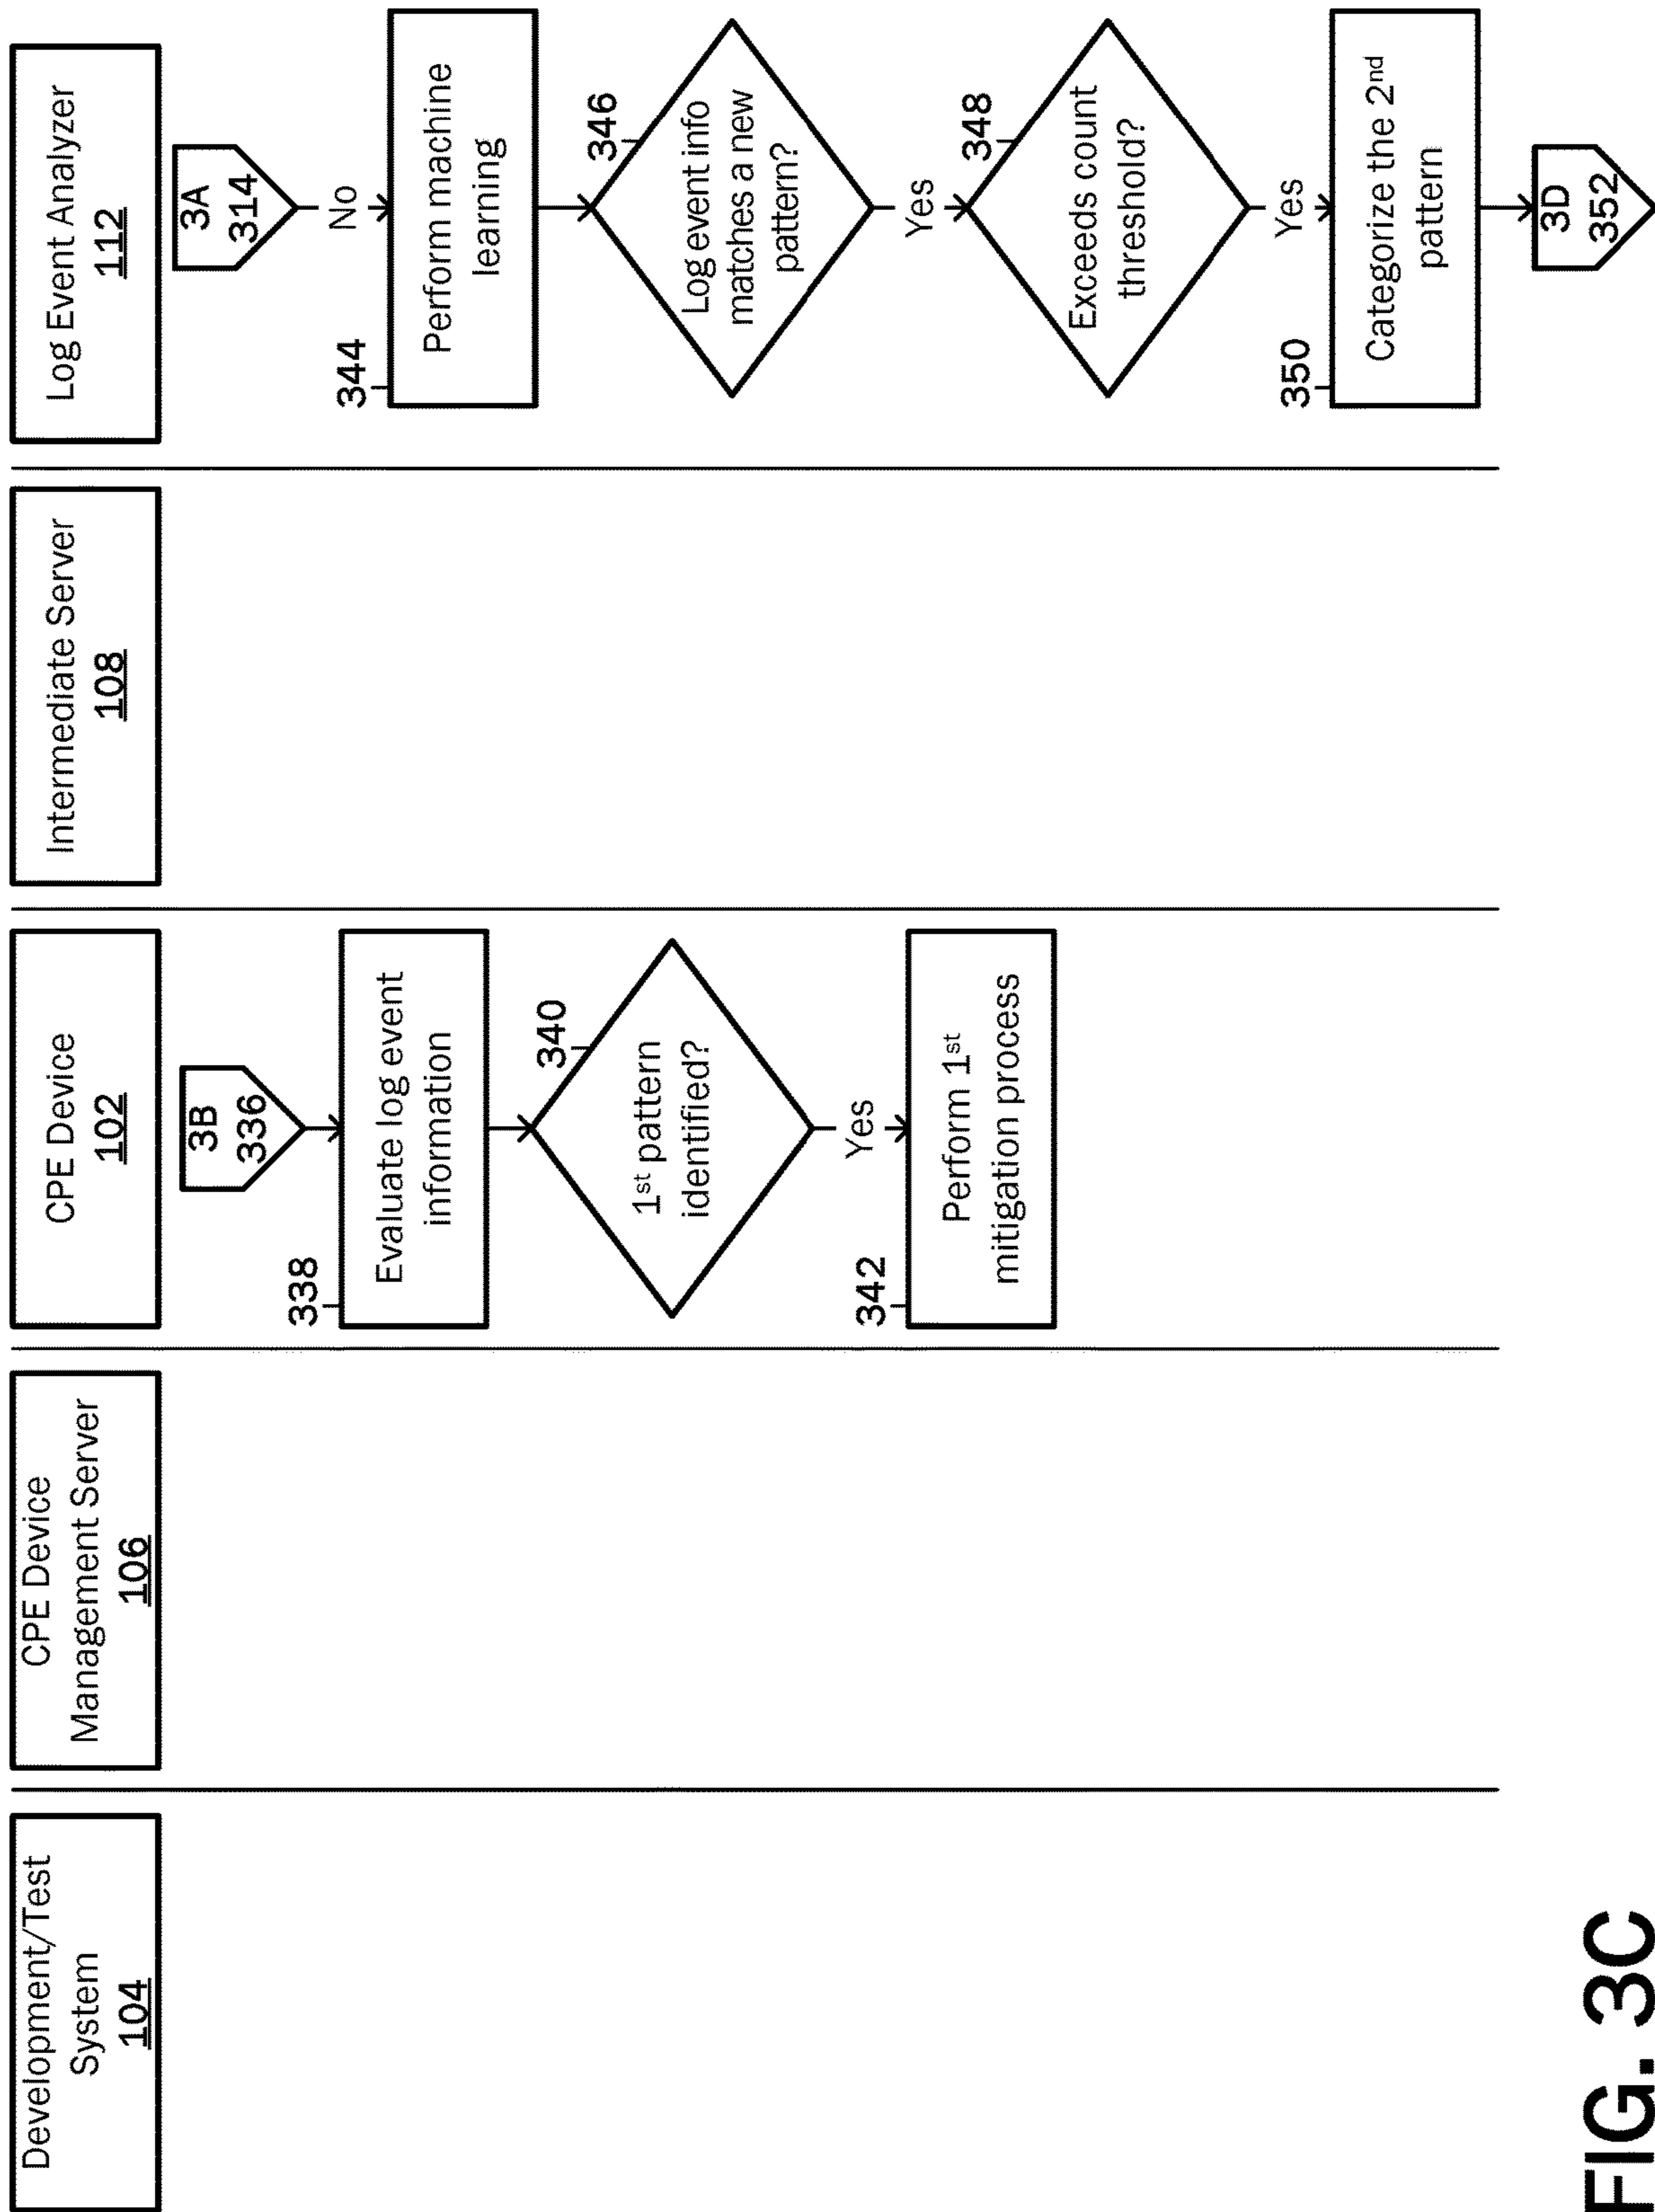 Development/Test
System
104
CPE Device
Management Server
106
CPE Device
102
Intermediate Server
108
Log Event Analyzer
112
3B
336
338
Evaluate log event
information
340
1st pattern
identified?
Yes
342
Perform 1st
mitigation process
3A
314
No
344
Perform machine
learning
346
Log event info
matches a new
pattern?
Yes
348
Exceeds count
threshold?
Yes
350
Categorize the 2nd
pattern
3D
352
FIG. 3C